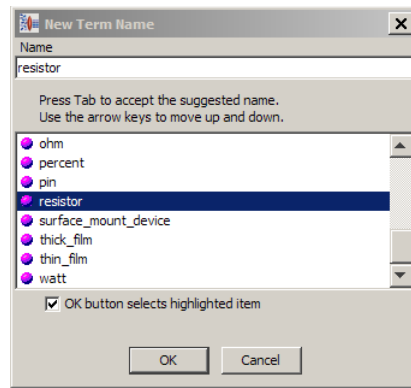 New Term Name
Name
resistor
Press Tab to accept the suggested name.
Use the arrow keys to move up and down.
ohm
percent
pin
resistor
surface_mount_device
thick_film
thin_film
watt
OK button selects highlighted item
OK Cancel